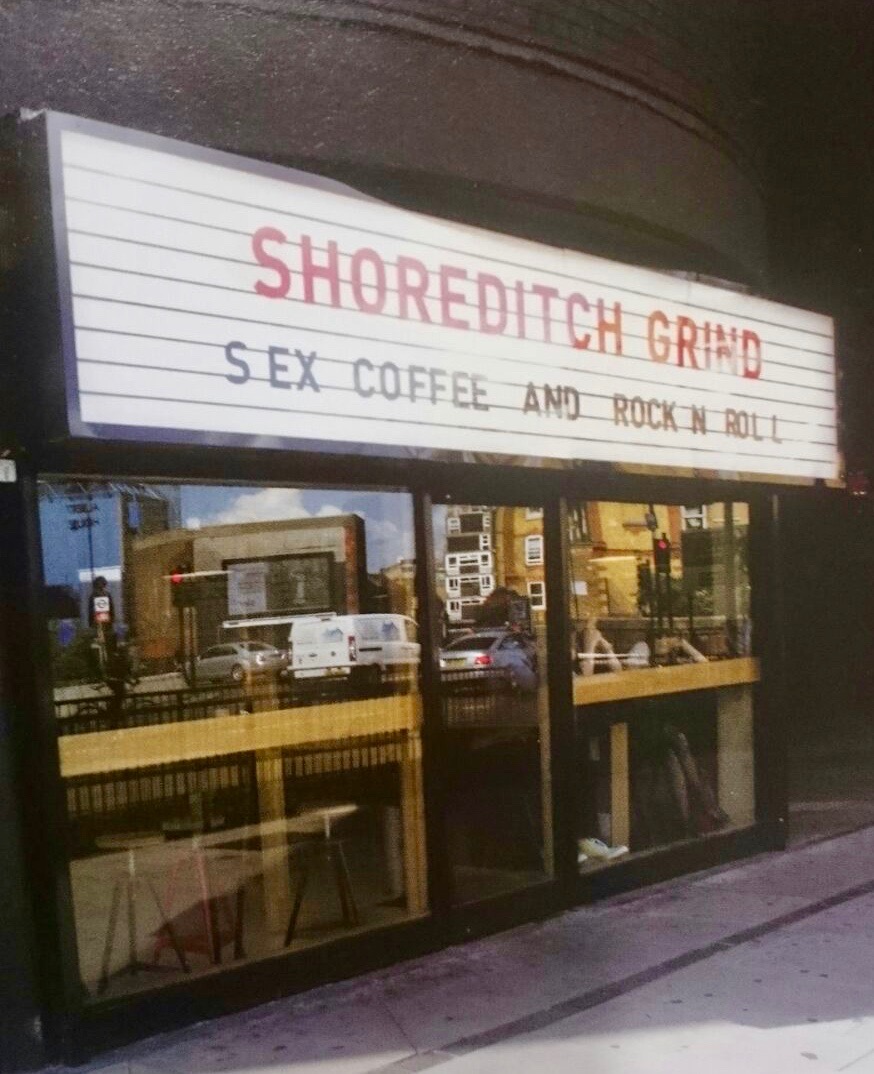 SHOREDITCH GRIND
SEX COFFEE AND ROCK N ROLL